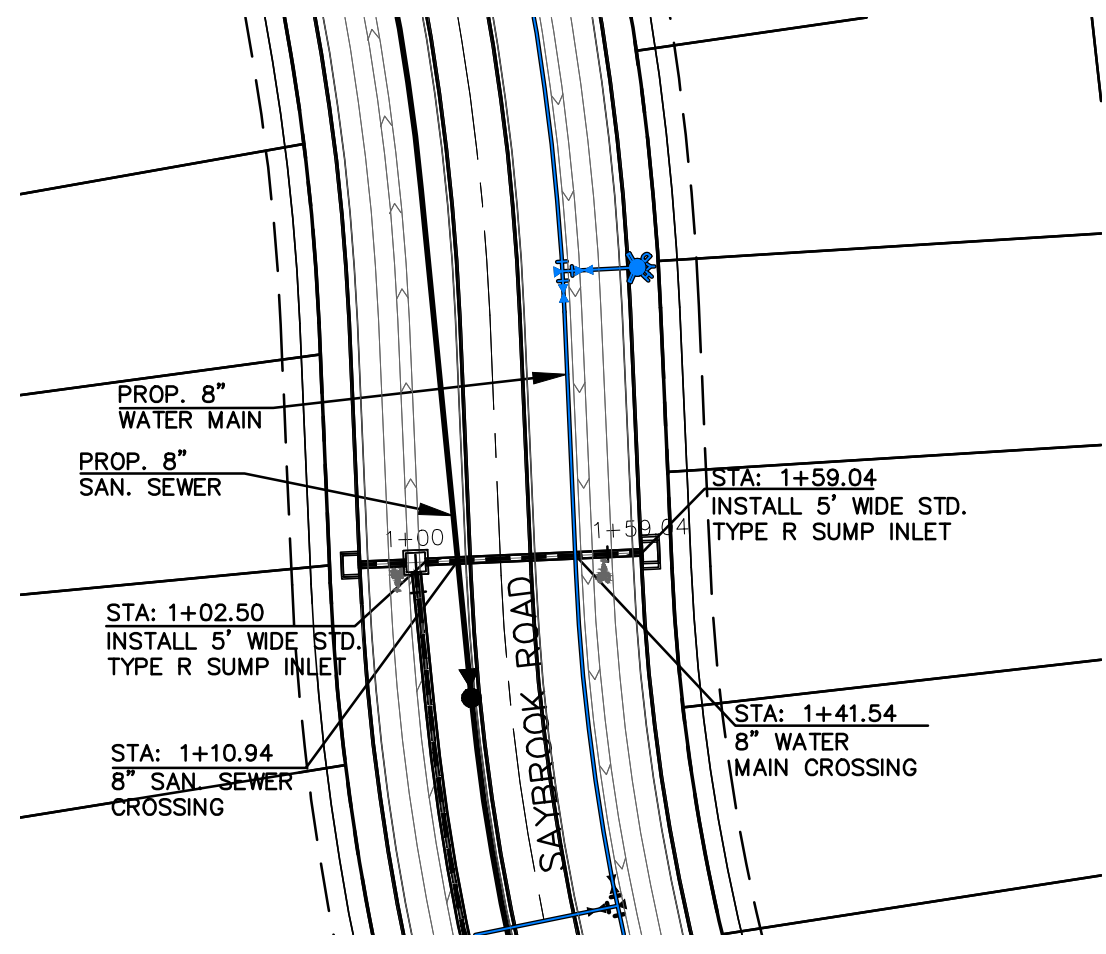 PROP. 8"
WATER MAIN
PROP. 8"
SAN. SEWER
STA: 1+59.04
INSTALL 5' WIDE STD.
TYPE R SUMP INLET
1+00
1+59.04
STA: 1+02.50
INSTALL 5' WIDE STD.
TYPE R SUMP INLET
SAYBROOK ROAD
STA: 1+41.54
8" WATER
MAIN CROSSING
STA: 1+10.94
8" SAN. SEWER
CROSSING